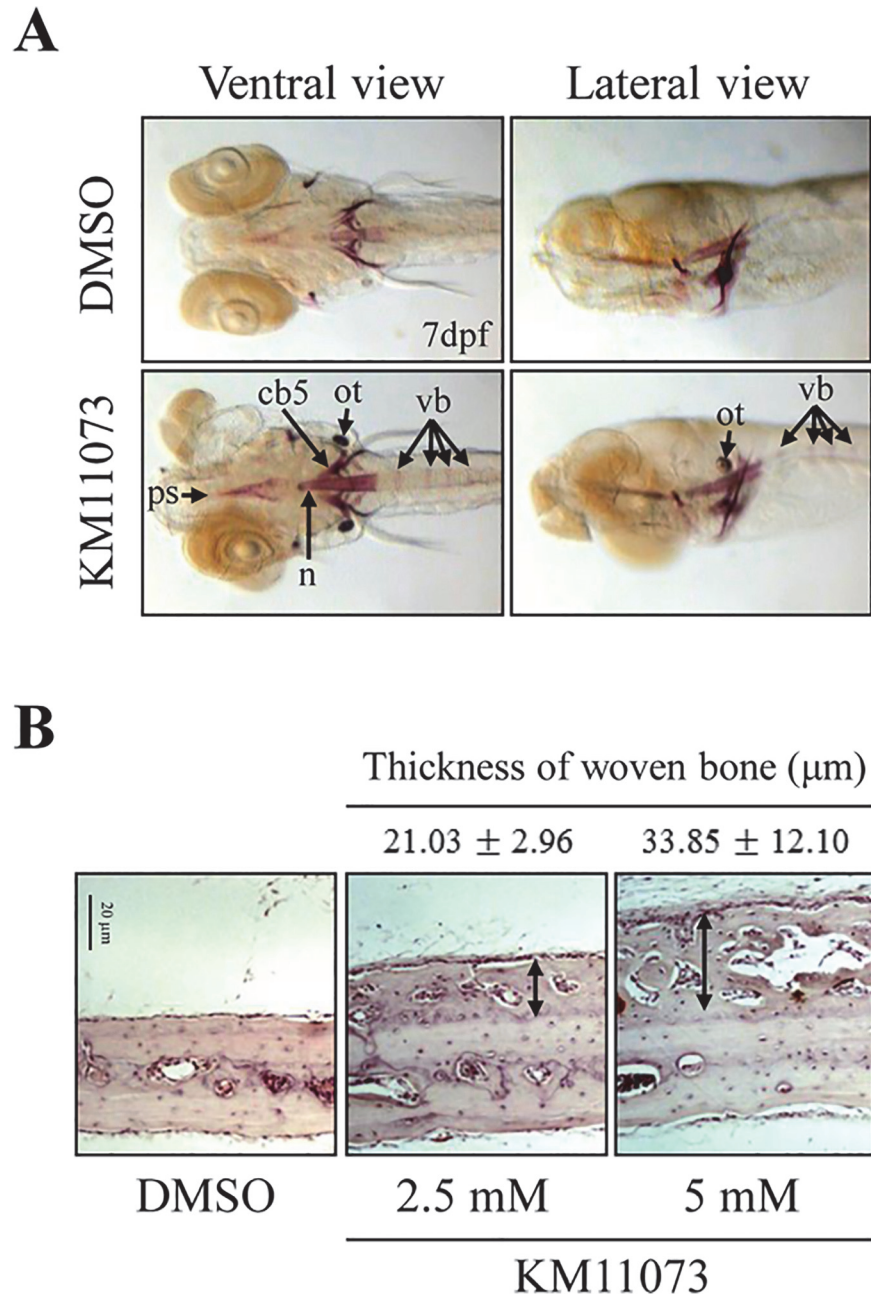 A
Ventral view
Lateral view
DMSO
7dpf
KM11073
cb5
ot
vb
ps
n
ot
vb
B
Thickness of woven bone (μm)
21.03 ± 2.96
33.85 ± 12.10
20 μm
DMSO
2.5 mM
5 mM
KM11073